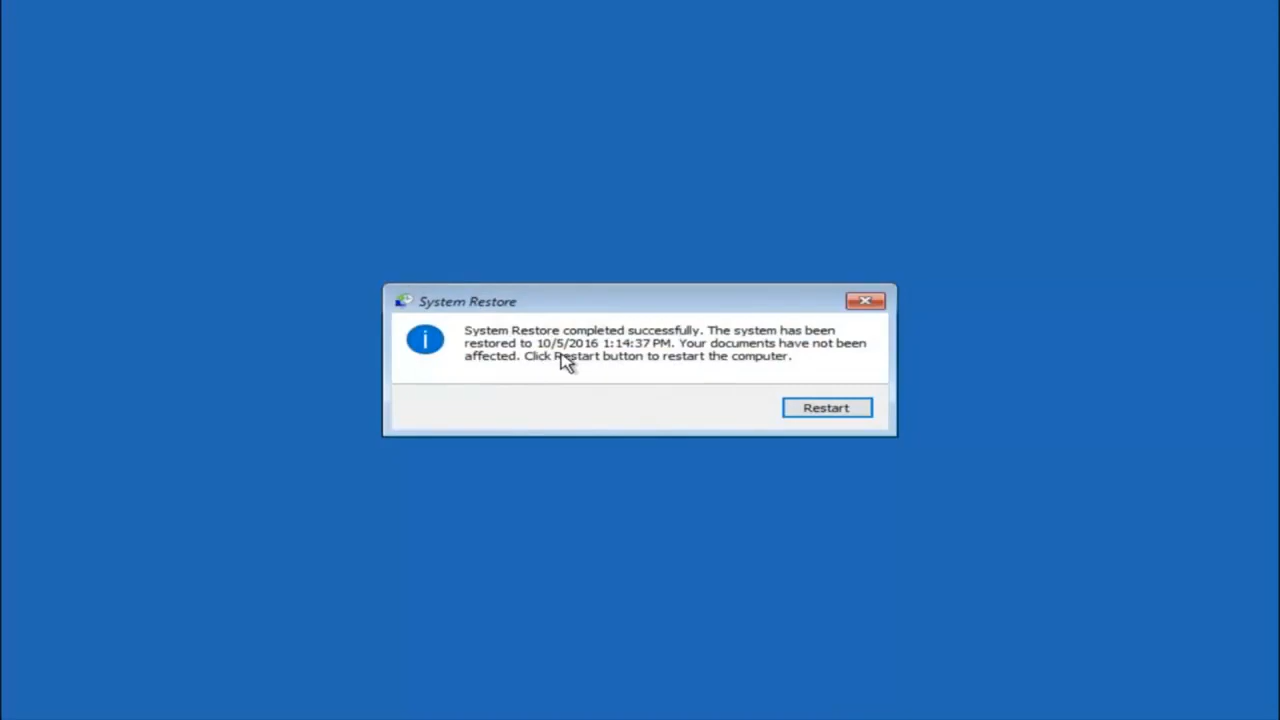 System Restore
System Restore completed successfully. The system has been
restored to 10/5/2016 1:14:37 PM. Your documents have not been
affected. Click Restart button to restart the computer.
Restart